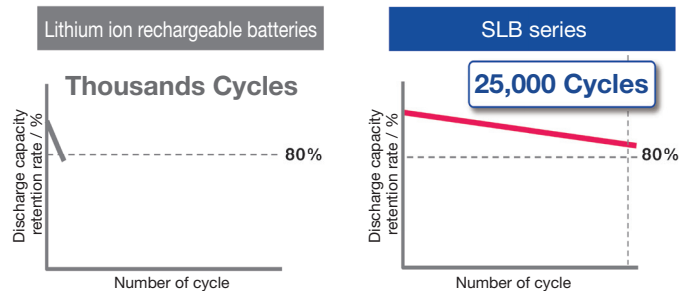 Lithium ion rechargeable batteries
Thousands Cycles
Discharge capacity
retention rate / %
80%
Number of cycle
SLB series
25,000 Cycles
Discharge capacity
retention rate / %
80%
Number of cycle